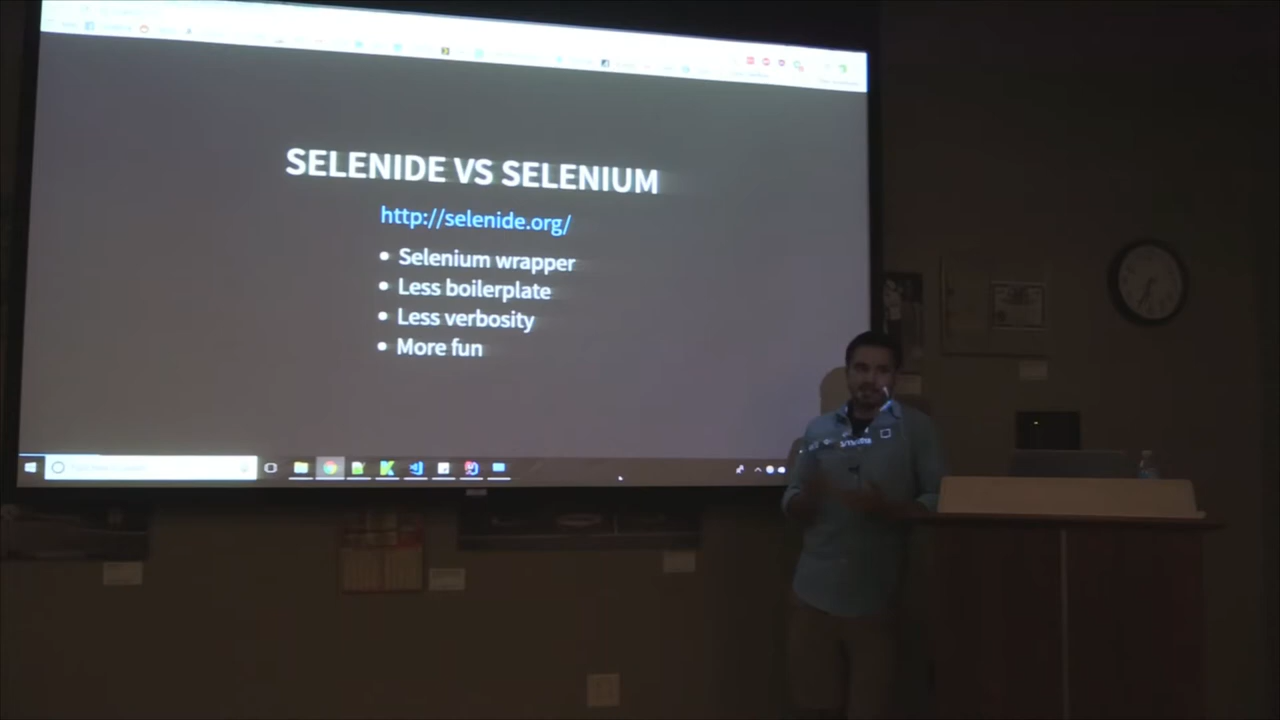 SELENIDE VS SELENIUM
http://selenide.org/
• Selenium wrapper
• Less boilerplate
• Less verbosity
• More fun